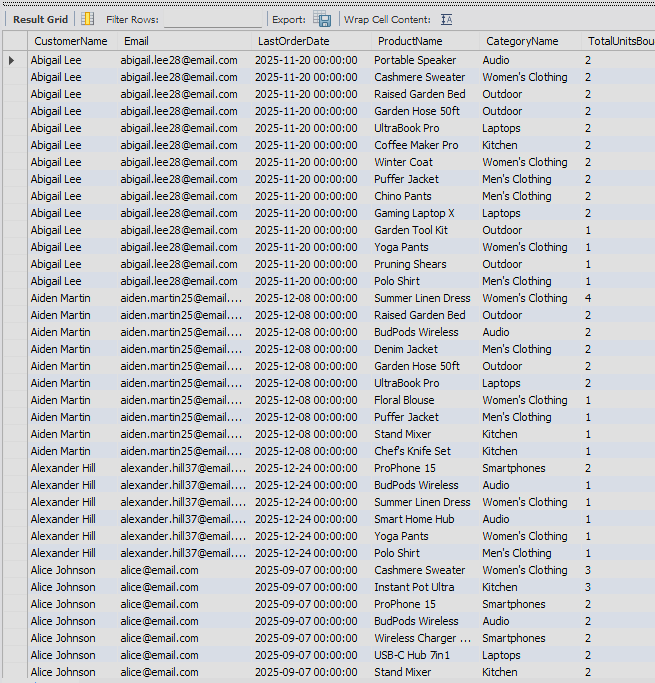 Result Grid Filter Rows: Export: Wrap Cell Content:
CustomerName Email LastOrderDate ProductName CategoryName TotalUnitsBou
Abigail Lee abigail.lee28@email.com 2025-11-20 00:00:00 Portable Speaker Audio 2
Abigail Lee abigail.lee28@email.com 2025-11-20 00:00:00 Cashmere Sweater Women's Clothing 2
Abigail Lee abigail.lee28@email.com 2025-11-20 00:00:00 Raised Garden Bed Outdoor 2
Abigail Lee abigail.lee28@email.com 2025-11-20 00:00:00 Garden Hose 50ft Outdoor 2
Abigail Lee abigail.lee28@email.com 2025-11-20 00:00:00 UltraBook Pro Laptops 2
Abigail Lee abigail.lee28@email.com 2025-11-20 00:00:00 Coffee Maker Pro Kitchen 2
Abigail Lee abigail.lee28@email.com 2025-11-20 00:00:00 Winter Coat Women's Clothing 2
Abigail Lee abigail.lee28@email.com 2025-11-20 00:00:00 Puffer Jacket Men's Clothing 2
Abigail Lee abigail.lee28@email.com 2025-11-20 00:00:00 Chino Pants Men's Clothing 2
Abigail Lee abigail.lee28@email.com 2025-11-20 00:00:00 Gaming Laptop X Laptops 2
Abigail Lee abigail.lee28@email.com 2025-11-20 00:00:00 Garden Tool Kit Outdoor 1
Abigail Lee abigail.lee28@email.com 2025-11-20 00:00:00 Yoga Pants Women's Clothing 1
Abigail Lee abigail.lee28@email.com 2025-11-20 00:00:00 Pruning Shears Outdoor 1
Abigail Lee abigail.lee28@email.com 2025-11-20 00:00:00 Polo Shirt Men's Clothing 1
Aiden Martin aiden.martin25@email.... 2025-12-08 00:00:00 Summer Linen Dress Women's Clothing 4
Aiden Martin aiden.martin25@email.... 2025-12-08 00:00:00 Raised Garden Bed Outdoor 2
Aiden Martin aiden.martin25@email.... 2025-12-08 00:00:00 BudPods Wireless Audio 2
Aiden Martin aiden.martin25@email.... 2025-12-08 00:00:00 Denim Jacket Men's Clothing 2
Aiden Martin aiden.martin25@email.... 2025-12-08 00:00:00 Garden Hose 50ft Outdoor 2
Aiden Martin aiden.martin25@email.... 2025-12-08 00:00:00 UltraBook Pro Laptops 2
Aiden Martin aiden.martin25@email.... 2025-12-08 00:00:00 Floral Blouse Women's Clothing 1
Aiden Martin aiden.martin25@email.... 2025-12-08 00:00:00 Puffer Jacket Men's Clothing 1
Aiden Martin aiden.martin25@email.... 2025-12-08 00:00:00 Stand Mixer Kitchen 1
Aiden Martin aiden.martin25@email.... 2025-12-08 00:00:00 Chef's Knife Set Kitchen 1
Alexander Hill alexander.hill37@email.... 2025-12-24 00:00:00 ProPhone 15 Smartphones 2
Alexander Hill alexander.hill37@email.... 2025-12-24 00:00:00 BudPods Wireless Audio 1
Alexander Hill alexander.hill37@email.... 2025-12-24 00:00:00 Summer Linen Dress Women's Clothing 1
Alexander Hill alexander.hill37@email.... 2025-12-24 00:00:00 Smart Home Hub Audio 1
Alexander Hill alexander.hill37@email.... 2025-12-24 00:00:00 Yoga Pants Women's Clothing 1
Alexander Hill alexander.hill37@email.... 2025-12-24 00:00:00 Polo Shirt Men's Clothing 1
Alice Johnson alice@email.com 2025-09-07 00:00:00 Cashmere Sweater Women's Clothing 3
Alice Johnson alice@email.com 2025-09-07 00:00:00 Instant Pot Ultra Kitchen 3
Alice Johnson alice@email.com 2025-09-07 00:00:00 ProPhone 15 Smartphones 2
Alice Johnson alice@email.com 2025-09-07 00:00:00 BudPods Wireless Audio 2
Alice Johnson alice@email.com 2025-09-07 00:00:00 Wireless Charger ... Smartphones 2
Alice Johnson alice@email.com 2025-09-07 00:00:00 USB-C Hub 7in1 Laptops 2
Alice Johnson alice@email.com 2025-09-07 00:00:00 Stand Mixer Kitchen 2